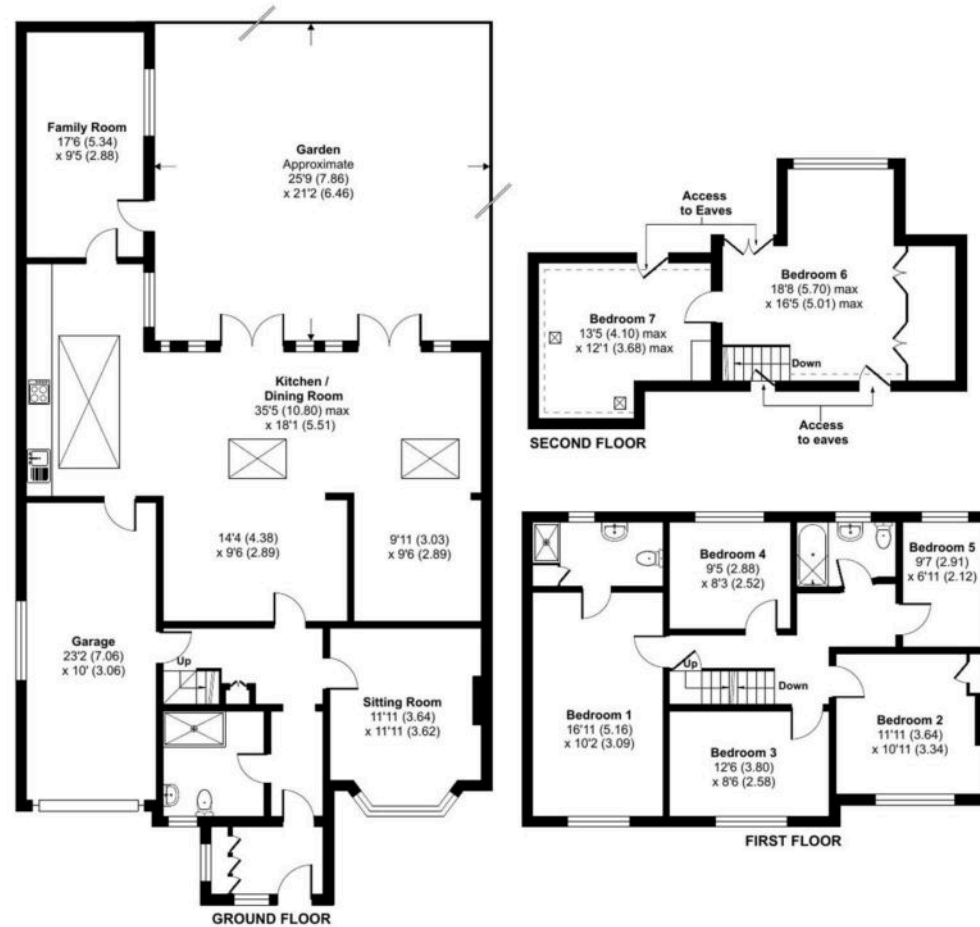 Family Room
17'6 (5.34)
x 9'5 (2.88)
Garden
Approximate
25'9 (7.86)
x 21'2 (6.46)
Kitchen /
Dining Room
35'5 (10.80) max
x 18'1 (5.51)
14'4 (4.38)
x 9'6 (2.89)
9'11 (3.03)
x 9'6 (2.89)
Garage
23'2 (7.06)
x 10' (3.06)
Up
Sitting Room
11'11 (3.64)
x 11'11 (3.62)
GROUND FLOOR
Access
to Eaves
Bedroom 6
18'8 (5.70) max
x 16'5 (5.01) max
Bedroom 7
13'5 (4.10) max
x 12'1 (3.68) max
Down
Access
to eaves
SECOND FLOOR
Bedroom 4
9'5 (2.88)
x 8'3 (2.52)
Bedroom 5
9'7 (2.91)
x 6'11 (2.12)
Up
Down
Bedroom 1
16'11 (5.16)
x 10'2 (3.09)
Bedroom 3
12'6 (3.80)
x 8'6 (2.58)
Bedroom 2
11'11 (3.64)
x 10'11 (3.34)
FIRST FLOOR